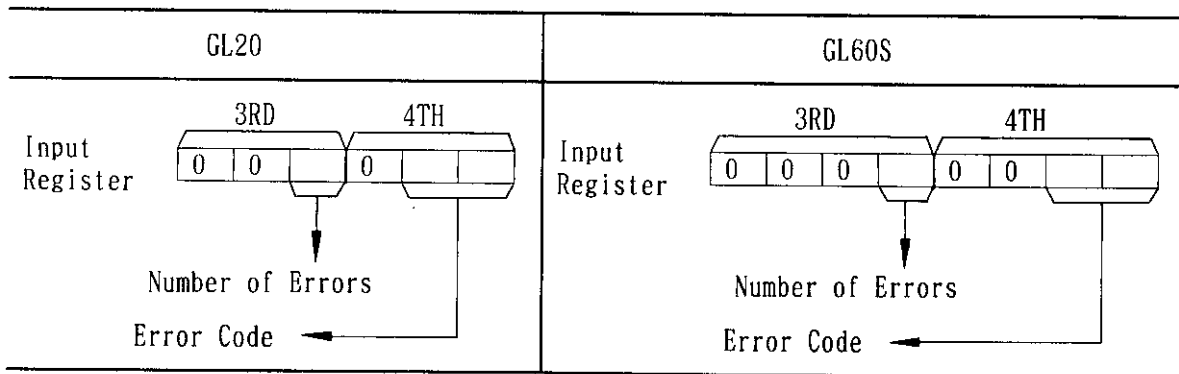 GL20
GL60S
3RD 4TH
Input
Register
0 0 0
Number of Errors
Error Code
3RD 4TH
Input
Register
0 0 0 0 0
Number of Errors
Error Code